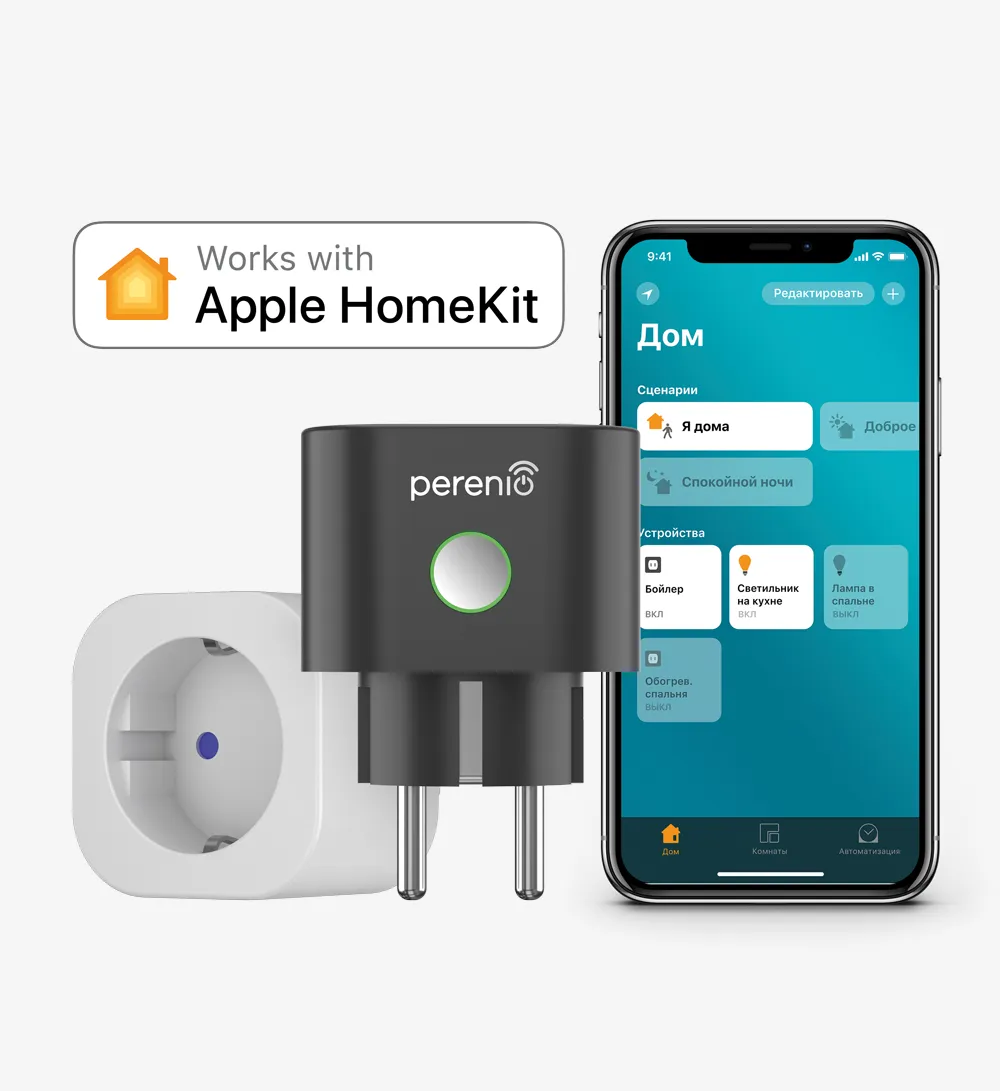 Works with
Apple HomeKit
perenio
9:41
Редактировать
Дом
Сценарии
Я дома
Доброе
Спокойной ночи
Устройства
Бойлер
ВКЛ
Светильник
на кухне
ВКЛ
Лампа в
спальне
ВЫКЛ
Обогрев.
спальня
ВЫКЛ
Дом
Комнаты
Автоматизация